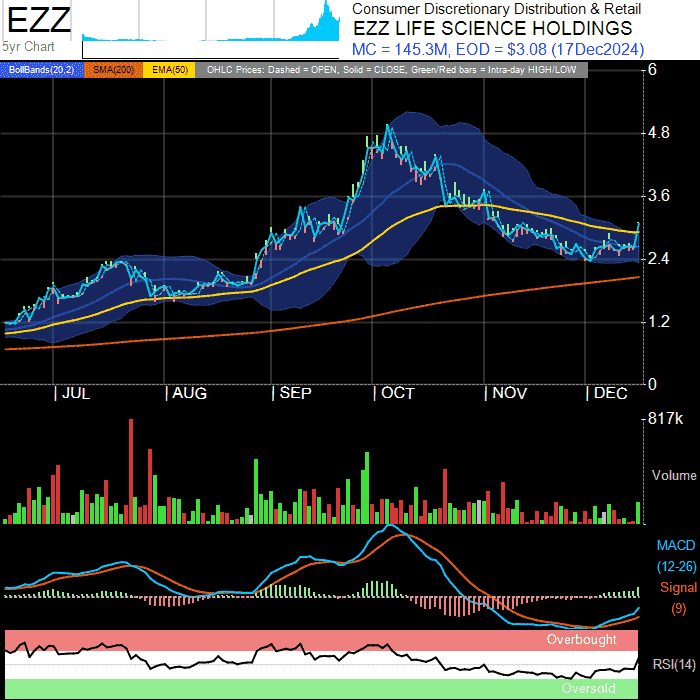 EZZ
5yr Chart
Consumer Discretionary Distribution & Retail
EZZ LIFE SCIENCE HOLDINGS
MC = 145.3M, EOD = $3.08 (17Dec2024)
BollBands(20,2) SMA(200) EMA(50) OHLC Prices: Dashed = OPEN, Solid = CLOSE, Green/Red bars = Intra-day HIGH/LOW
6
4.8
3.6
2.4
1.2
0
| JUL | AUG | SEP | OCT | NOV | DEC
817k
Volume
MACD
(12-26)
Signal
(9)
Overbought
RSI(14)
Oversold